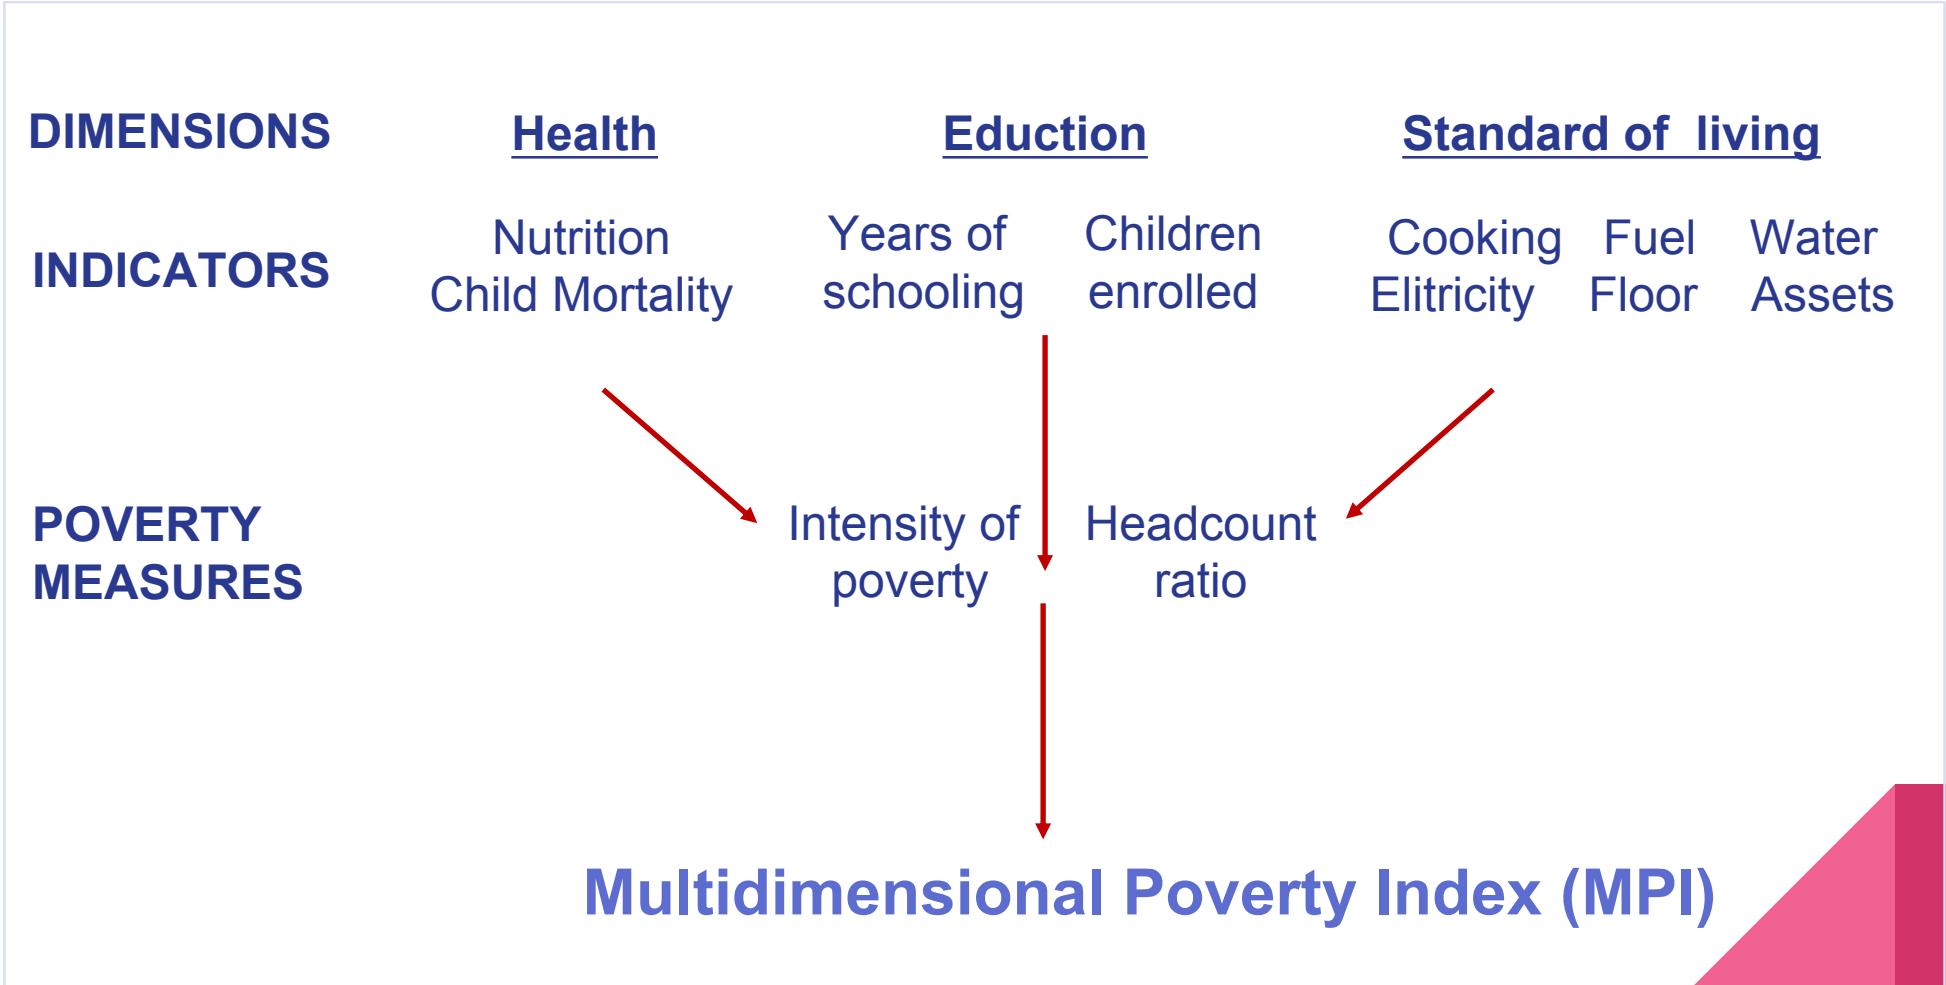 DIMENSIONS Health Eduction Standard of living
INDICATORS
Nutrition
Child Mortality
Years of
schooling
Children
enrolled
Cooking Fuel Water
Elitricity Floor Assets
POVERTY
MEASURES
Intensity of
poverty
Headcount
ratio
Multidimensional Poverty Index (MPI)